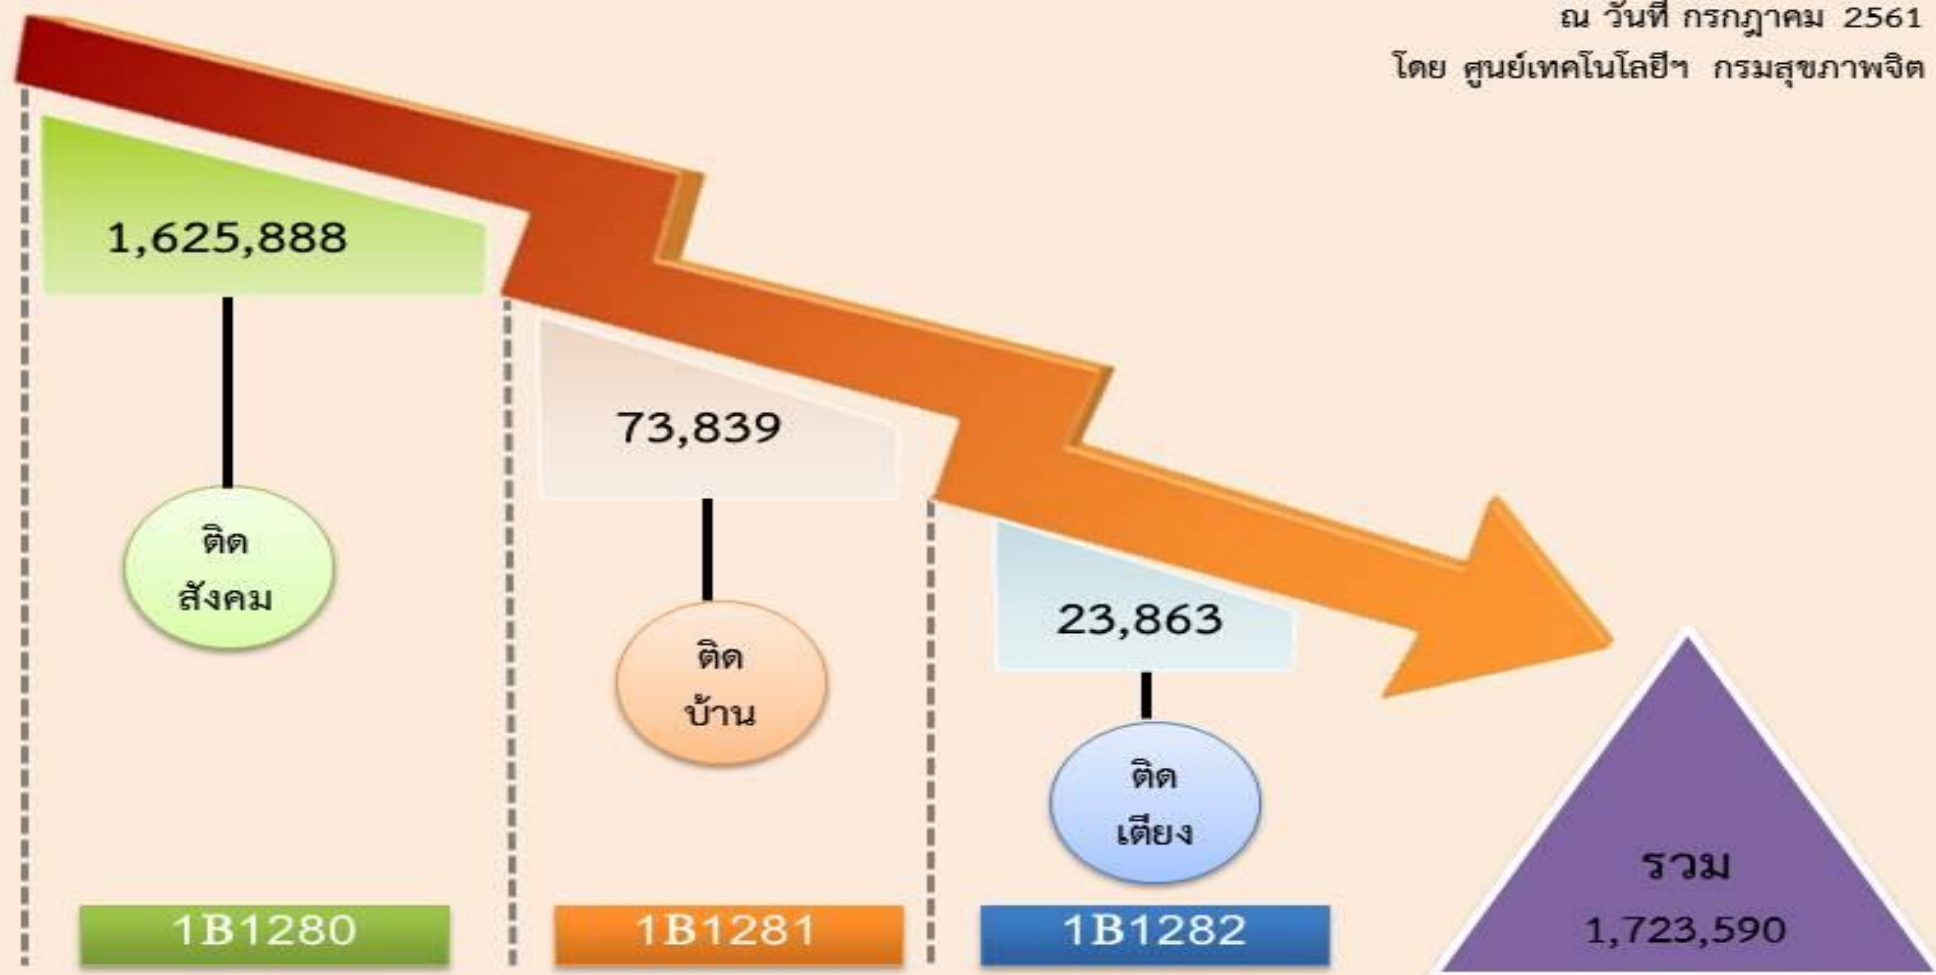 ณ วันที่ กรกฎาคม 2561
โดย ศูนย์เทคโนโลยีฯ กรมสุขภาพจิต
1,625,888
ติด
สังคม
1B1280
73,839
ติด
บ้าน
1B1281
23,863
ติด
เตียง
1B1282
รวม
1,723,590